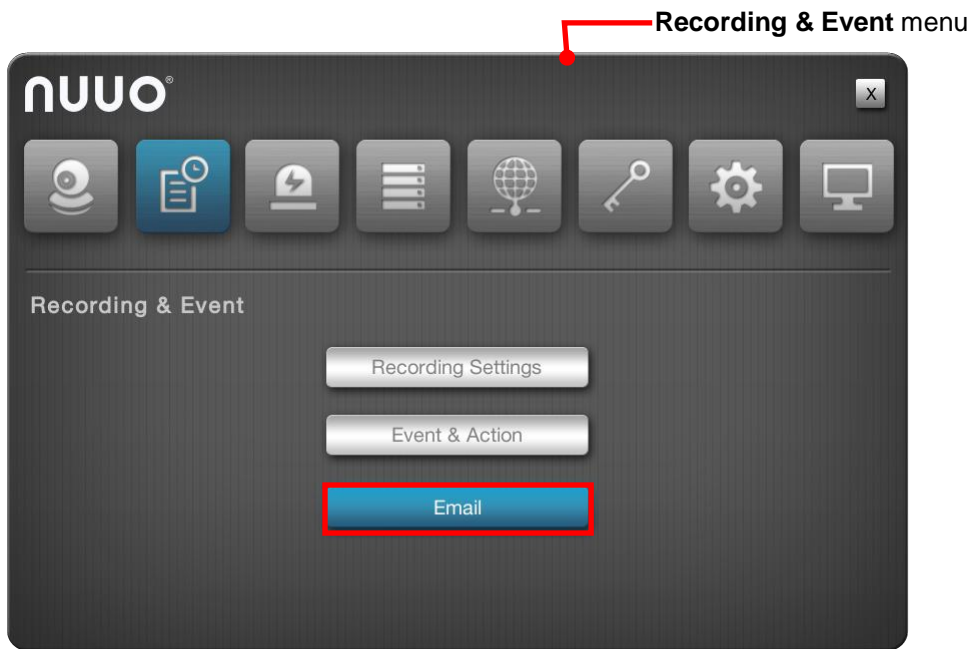 Recording & Event menu
nuuo®
X
Recording & Event
Recording Settings
Event & Action
Email